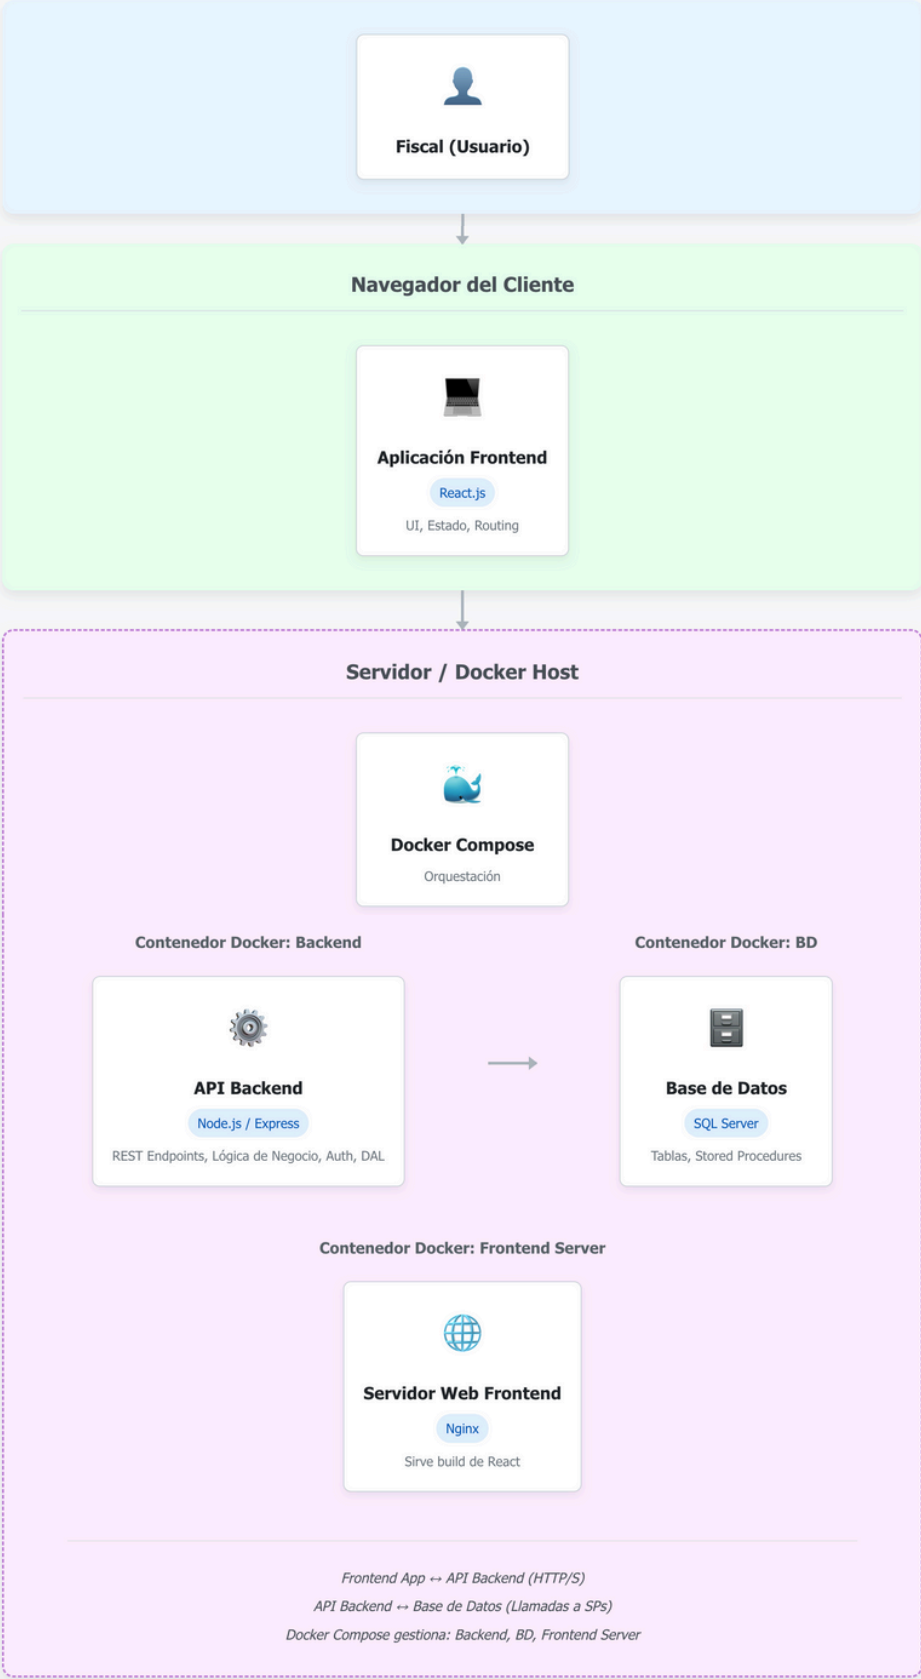 Fiscal (Usuario)
Navegador del Cliente
Aplicación Frontend
React.js
UI, Estado, Routing
Servidor / Docker Host
Docker Compose
Orquestación
Contenedor Docker: Backend
API Backend
Node.js / Express
REST Endpoints, Lógica de Negocio, Auth, DAL
Contenedor Docker: BD
Base de Datos
SQL Server
Tablas, Stored Procedures
Contenedor Docker: Frontend Server
Servidor Web Frontend
Nginx
Sirve build de React
Frontend App ↔ API Backend (HTTP/S)
API Backend ↔ Base de Datos (Llamadas a SPs)
Docker Compose gestiona: Backend, BD, Frontend Server